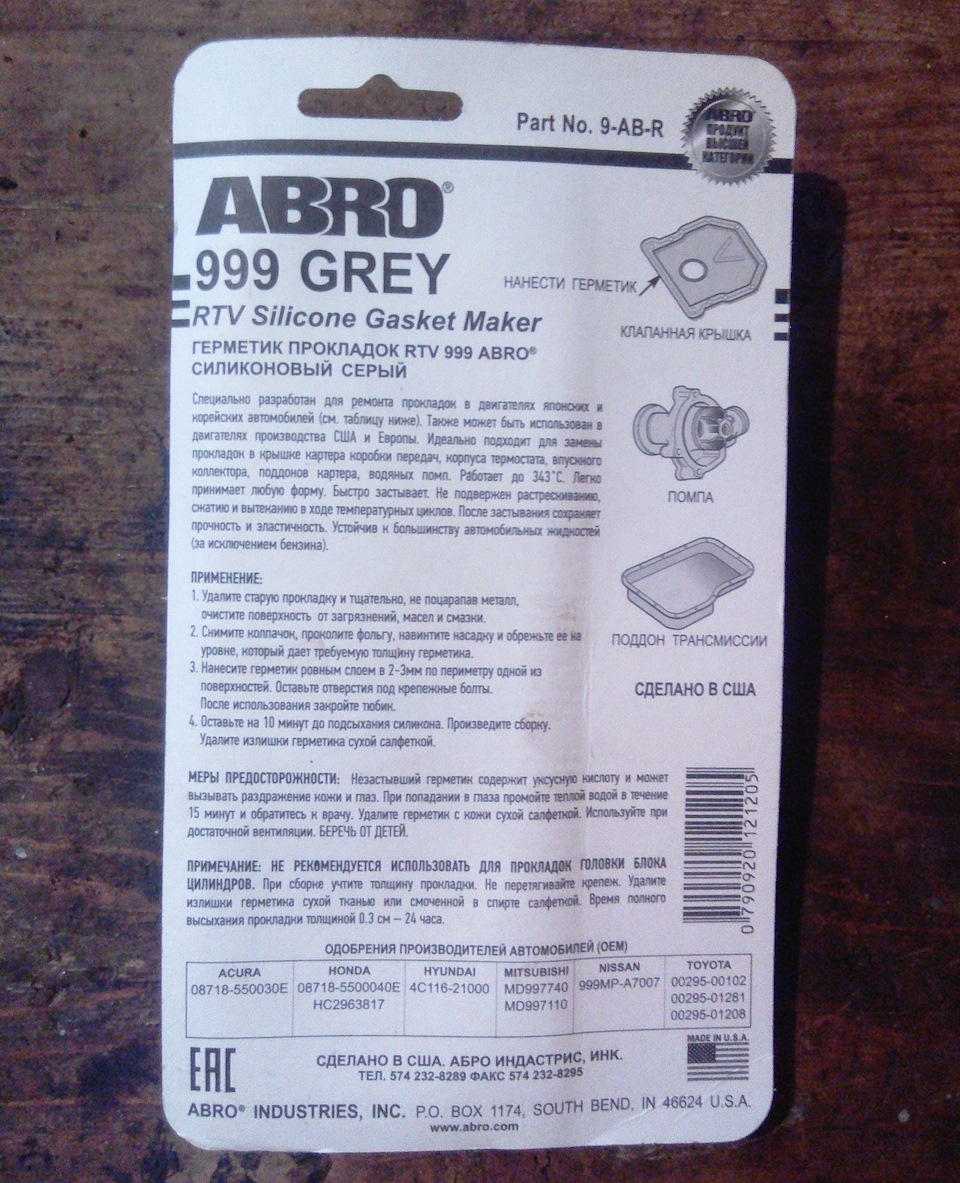 Part No. 9-AB-R
ABRO
ПРОДУКТ
ВЫСШЕЙ
КАТЕГОРИИ
ABRO®
999 GREY
RTV Silicone Gasket Maker
ГЕРМЕТИК ПРОКЛАДОК RTV 999 ABRO®
СИЛИКОНОВЫЙ СЕРЫЙ
Специально разработан для ремонта прокладок в двигателях японских и
корейских автомобилей (см. таблицу ниже). Также может быть использован в
двигателях производства США и Европы. Идеально подходит для замены
прокладок в крышке картера коробки передач, корпуса термостата, впускного
коллектора, поддонов картера, водяных помп. Работает до 343°С. Легко
принимает любую форму. Быстро застывает. Не подвержен растрескиванию,
сжатию и вытеканию в ходе температурных циклов. После застывания сохраняет
прочность и эластичность. Устойчив к большинству автомобильных жидкостей
(за исключением бензина).
НАНЕСТИ ГЕРМЕТИК
КЛАПАННАЯ КРЫШКА
ПОМПА
ПОДДОН ТРАНСМИССИИ
СДЕЛАНО В США
ПРИМЕНЕНИЕ:
1. Удалите старую прокладку и тщательно, не поцарапав металл,
очистите поверхность от загрязнений, масел и смазки.
2. Снимите колпачок, проколите фольгу, навинтите насадку и обрежьте ее на
уровне, который дает требуемую толщину герметика.
3. Нанесите герметик ровным слоем в 2-3мм по периметру одной из
поверхностей. Оставьте отверстия под крепежные болты.
После использования закройте тюбик.
4. Оставьте на 10 минут до подсыхания силикона. Произведите сборку.
Удалите излишки герметика сухой салфеткой.
МЕРЫ ПРЕДОСТОРОЖНОСТИ: Незастывший герметик содержит уксусную кислоту и может
вызывать раздражение кожи и глаз. При попадании в глаза промойте теплой водой в течение
15 минут и обратитесь к врачу. Удалите герметик с кожи сухой салфеткой. Используйте при
достаточной вентиляции. БЕРЕЧЬ ОТ ДЕТЕЙ.
0 790920 121205
ПРИМЕЧАНИЕ: НЕ РЕКОМЕНДУЕТСЯ ИСПОЛЬЗОВАТЬ ДЛЯ ПРОКЛАДОК ГОЛОВКИ БЛОКА
ЦИЛИНДРОВ. При сборке учтите толщину прокладки. Не перетягивайте крепеж. Удалите
излишки герметика сухой тканью или смоченной в спирте салфеткой. Время полного
высыхания прокладки толщиной 0.3 см – 24 часа.
ОДОБРЕНИЯ ПРОИЗВОДИТЕЛЕЙ АВТОМОБИЛЕЙ (OEM)
ACURA HONDA HYUNDAI MITSUBISHI NISSAN TOYOTA
08718-550030E 08718-5500040E 4C116-21000 MD997740 999MP-A7007 00295-00102
HC2963817 MD997110 00295-01281
00295-01208
MADE IN U.S.A.
EAC
СДЕЛАНО В США. АБРО ИНДАСТРИС, ИНК.
ТЕЛ. 574 232-8289 ФАКС 574 232-8295
ABRO® INDUSTRIES, INC. P.O. BOX 1174, SOUTH BEND, IN 46624 U.S.A.
www.abro.com